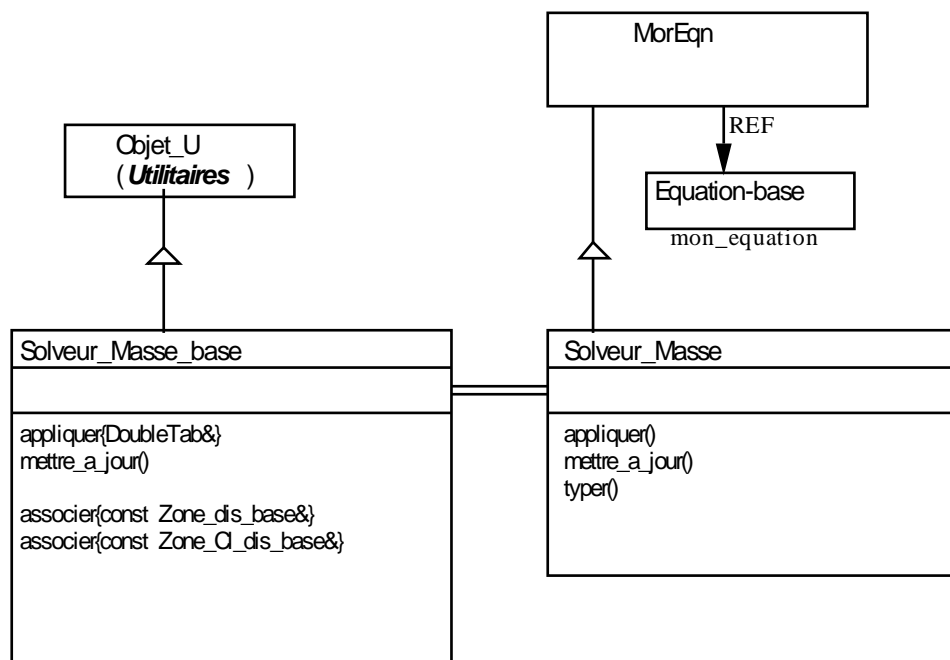 MorEqn
REF
Objet_U
( Utilitaires )
Equation-base
mon_equation
Solveur_Masse_base
appliquer{DoubleTab&}
mettre_a_jour()
associer{const Zone_dis_base&}
associer{const Zone_Cl_dis_base&}
Solveur_Masse
appliquer()
mettre_a_jour()
typer()